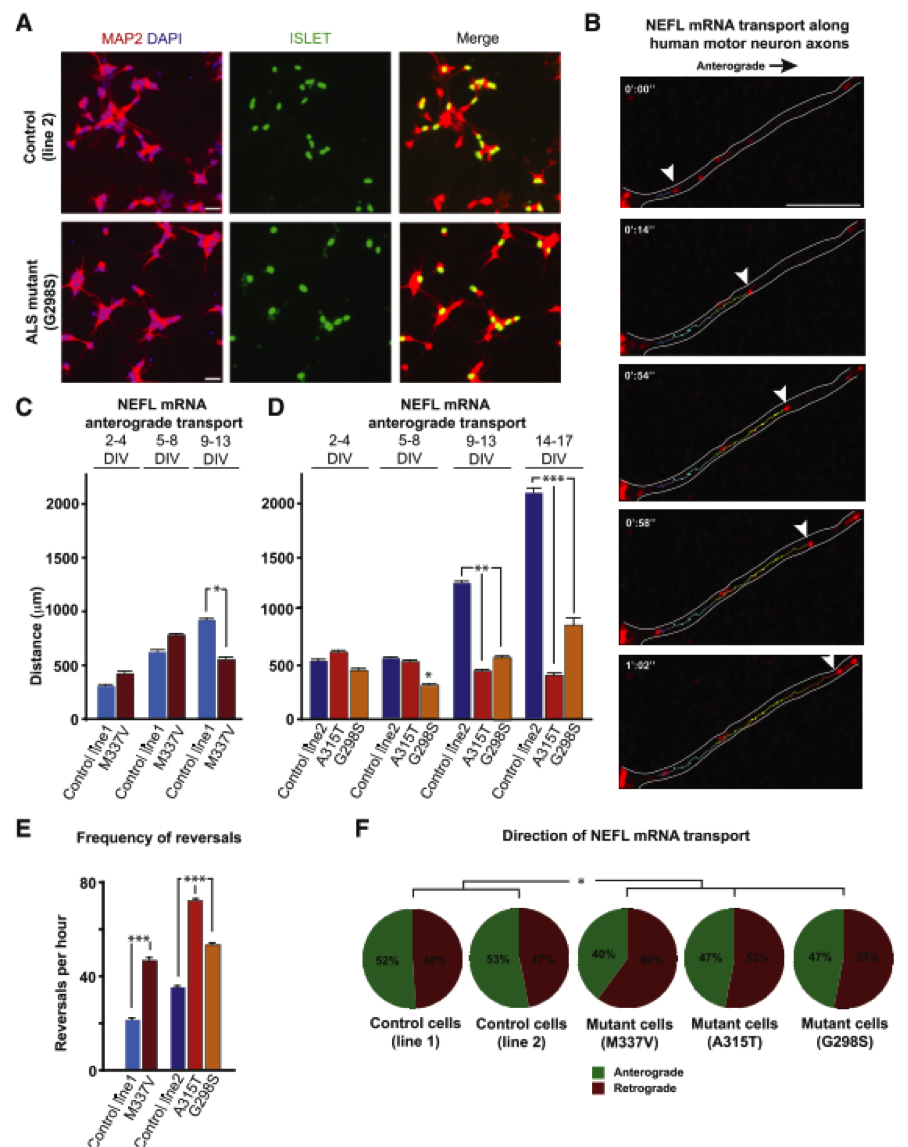 A
MAP2 DAPI
ISLET
Merge
Control
(line 2)
ALS mutant
(G298S)
B
NEFL mRNA transport along
human motor neuron axons
Anterograde
0':00"
0':14"
0':54"
0':58"
1':02"
C
NEFL mRNA
anterograde transport
2-4
DIV
5-8
DIV
9-13
DIV
Distance (μm)
2000
1500
1000
500
0
*
Control line1
M337V
Control line1
M337V
Control line1
M337V
D
NEFL mRNA
anterograde transport
2-4
DIV
5-8
DIV
9-13
DIV
14-17
DIV
2000
1500
1000
500
0
*
**
***
Control line2
A315T
G298S
Control line2
A315T
G298S
Control line2
A315T
G298S
Control line2
A315T
G298S
E
Frequency of reversals
Reversals per hour
80
40
0
***
***
Control line1
M337V
Control line2
A315T
G298S
F
Direction of NEFL mRNA transport
*
52%
48%
53%
47%
40%
60%
47%
53%
47%
53%
Control cells
(line 1)
Control cells
(line 2)
Mutant cells
(M337V)
Mutant cells
(A315T)
Mutant cells
(G298S)
Anterograde
Retrograde